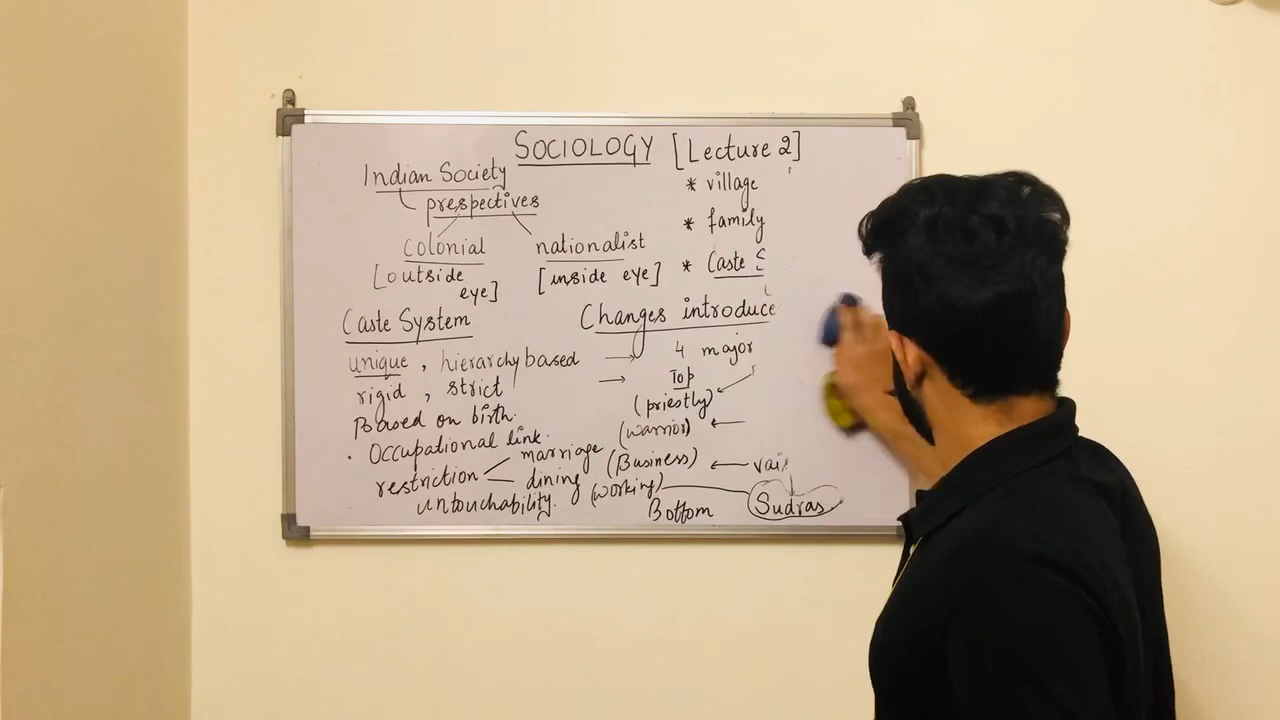 SOCIOLOGY [Lecture 2]
Indian Society
prespectives
Colonial
[outside
eye]
nationalist
[inside eye]
* village
* family
* Caste S
Caste System
unique, hierarchy based
rigid, strict
Based on birth.
. Occupational link.
restriction
marriage
dining
untouchability.
Changes introduce
→ 4 major
→ Top
(priestly)
(warrior) ←
(Business) ←
(working)
Bottom
Sudras